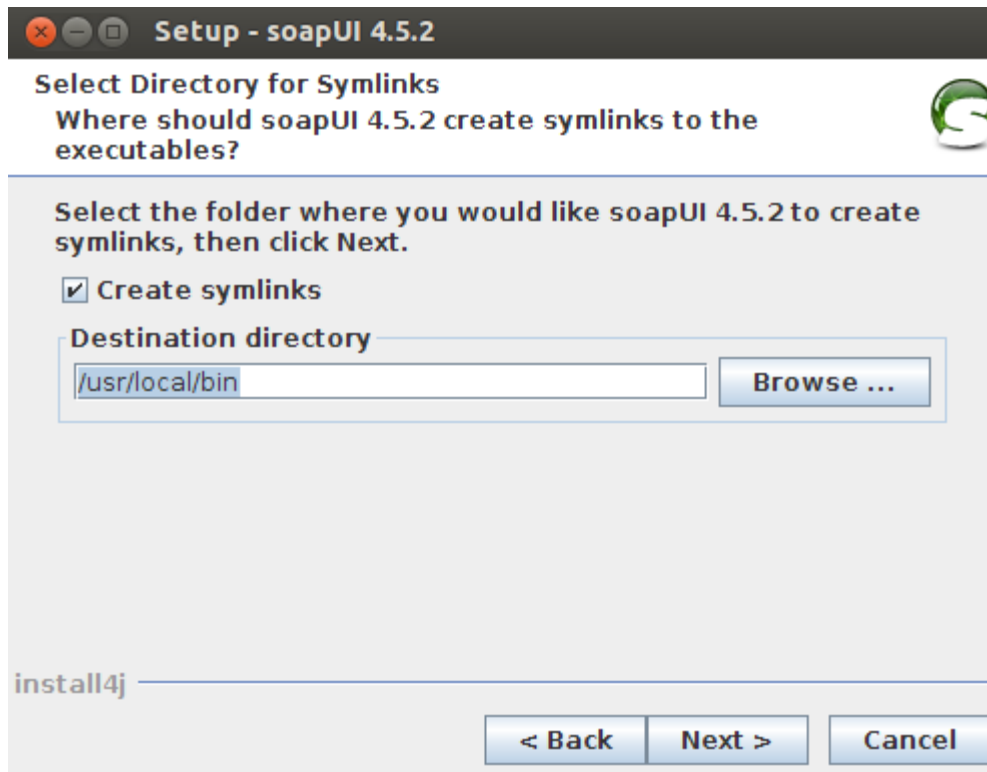 Setup - soapUI 4.5.2
Select Directory for Symlinks
Where should soapUI 4.5.2 create symlinks to the
executables?
Select the folder where you would like soapUI 4.5.2 to create
symlinks, then click Next.
Create symlinks
Destination directory
/usr/local/bin
Browse ...
install4j
< Back
Next >
Cancel